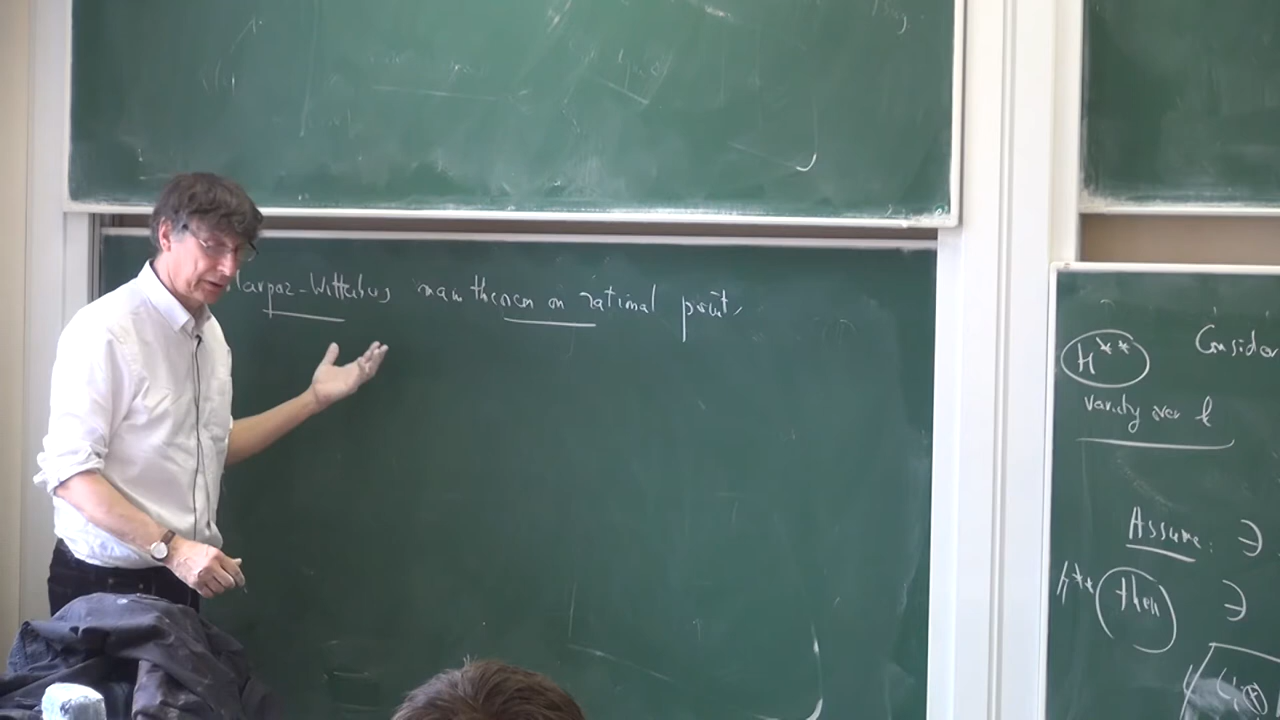 Harpaz-Wittenberg main theorem on rational points
H** Consider
variety over k
Assume: ∃
H** then ∃